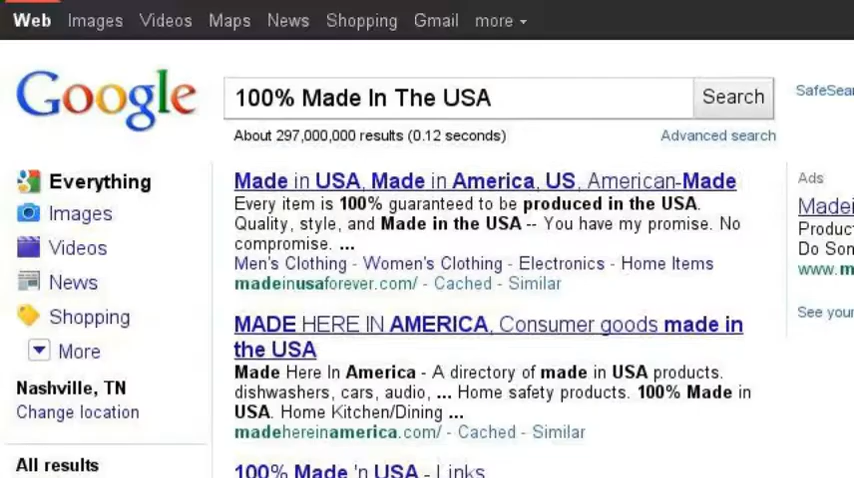 Web Images Videos Maps News Shopping Gmail more
Google
100% Made In The USA
Search
SafeSear
About 297,000,000 results (0.12 seconds)
Advanced search
Everything
Images
Videos
News
Shopping
More
Nashville, TN
Change location
All results
Made in USA, Made in America, US, American-Made
Every item is 100% guaranteed to be produced in the USA.
Quality, style, and Made in the USA -- You have my promise. No
compromise. ...
Men's Clothing - Women's Clothing - Electronics - Home Items
madeinusaforever.com/ - Cached - Similar
MADE HERE IN AMERICA, Consumer goods made in
the USA
Made Here In America - A directory of made in USA products.
dishwashers, cars, audio, ... Home safety products. 100% Made in
USA. Home Kitchen/Dining ...
madehereinamerica.com/ - Cached - Similar
100% Made 'n USA - Links
Ads
Madei
Produc
Do Son
www.m
See your